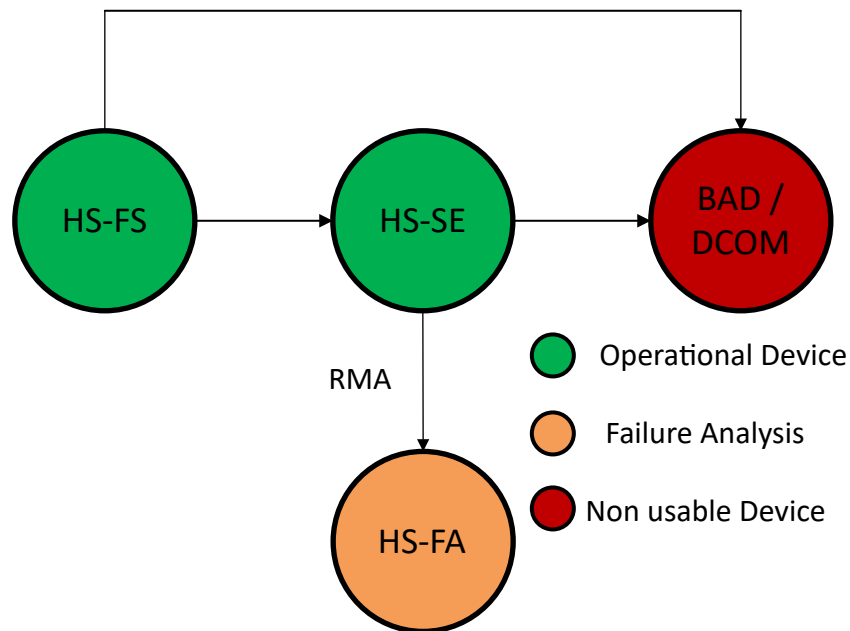 HS-FS
HS-SE
BAD /
DCOM
Operational Device
RMA
Failure Analysis
Non usable Device
HS-FA